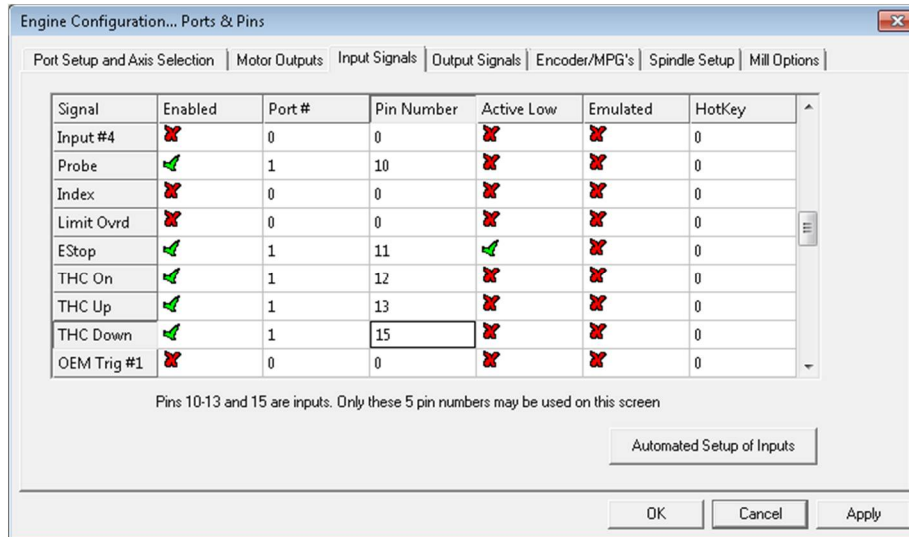 Engine Configuration... Ports & Pins
Port Setup and Axis Selection Motor Outputs Input Signals Output Signals Encoder/MPG's Spindle Setup Mill Options
Signal Enabled Port # Pin Number Active Low Emulated HotKey
Input #4 0 0 0
Probe 1 10 0
Index 0 0 0
Limit Ovrd 0 0 0
EStop 1 11 0
THC On 1 12 0
THC Up 1 13 0
THC Down 1 15 0
OEM Trig #1 0 0 0
Pins 10-13 and 15 are inputs. Only these 5 pin numbers may be used on this screen
Automated Setup of Inputs
OK Cancel Apply